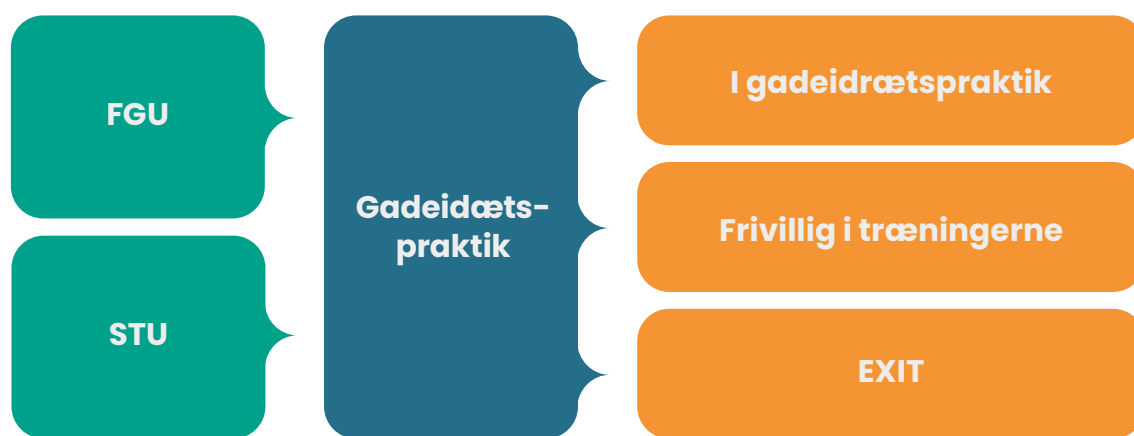 FGU
STU
Gadeidæts-
praktik
I gadeidrætspraktik
Frivillig i træningerne
EXIT